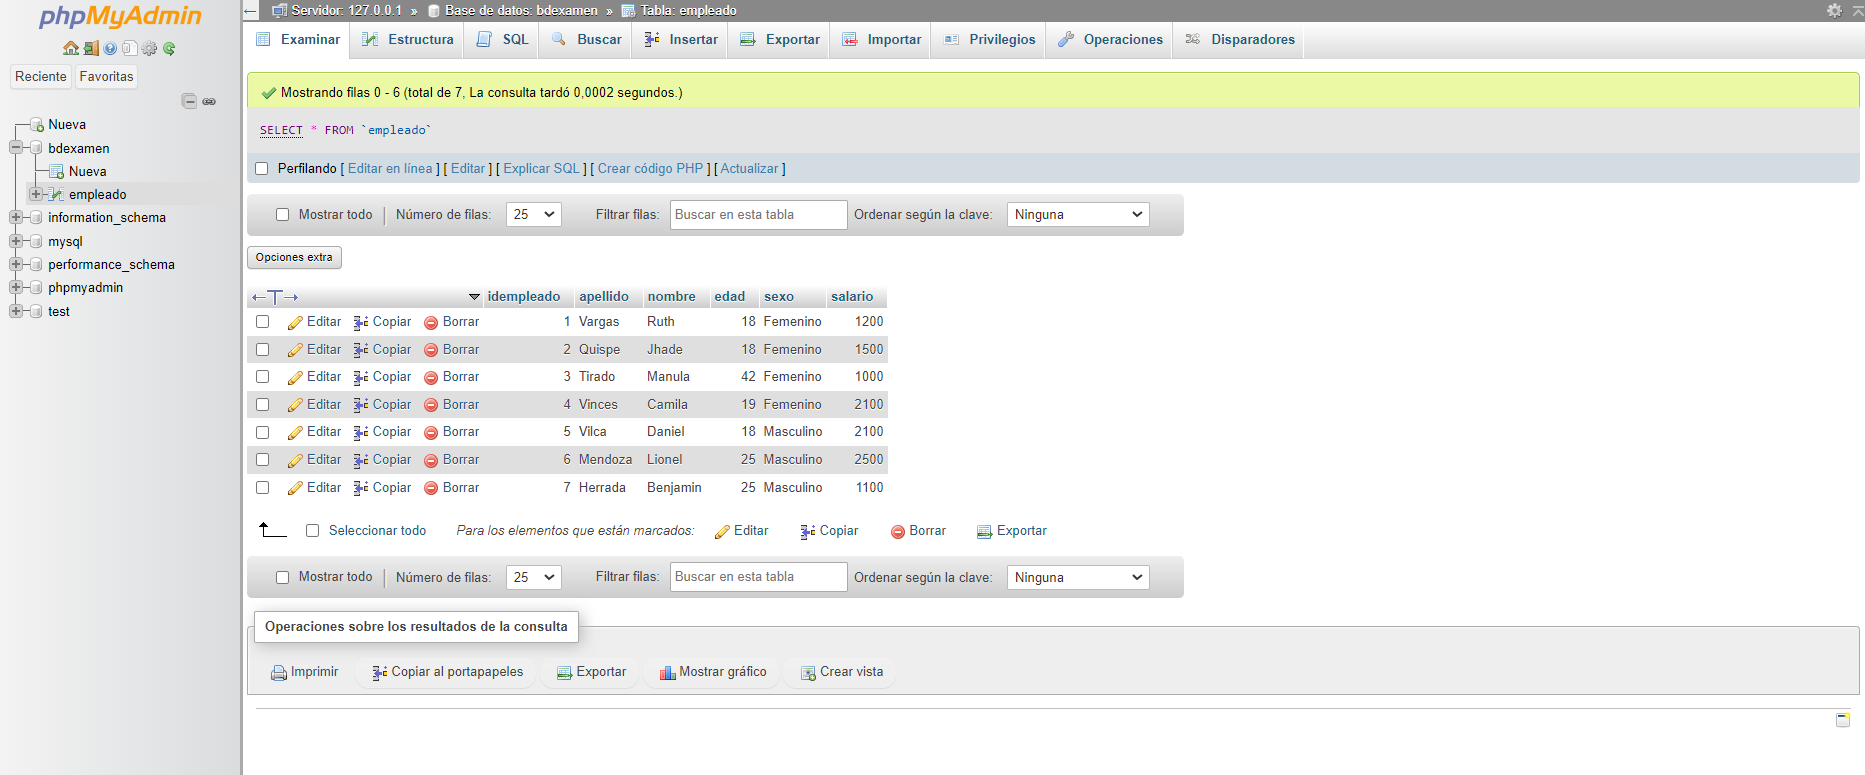 phpMyAdmin
Reciente Favoritas
Nueva
bdexamen
Nueva
empleado
information_schema
mysql
performance_schema
phpmyadmin
test
Servidor: 127.0.0.1 » Base de datos: bdexamen » Tabla: empleado
Examinar Estructura SQL Buscar Insertar Exportar Importar Privilegios Operaciones Disparadores
Mostrando filas 0 - 6 (total de 7, La consulta tardó 0,0002 segundos.)
SELECT * FROM `empleado`
Perfilando [ Editar en línea ] [ Editar ] [ Explicar SQL ] [ Crear código PHP ] [ Actualizar ]
Mostrar todo | Número de filas: 25 Filtrar filas: Buscar en esta tabla Ordenar según la clave: Ninguna
Opciones extra
←T→ idempleado apellido nombre edad sexo salario
Editar Copiar Borrar 1 Vargas Ruth 18 Femenino 1200
Editar Copiar Borrar 2 Quispe Jhade 18 Femenino 1500
Editar Copiar Borrar 3 Tirado Manula 42 Femenino 1000
Editar Copiar Borrar 4 Vinces Camila 19 Femenino 2100
Editar Copiar Borrar 5 Vilca Daniel 18 Masculino 2100
Editar Copiar Borrar 6 Mendoza Lionel 25 Masculino 2500
Editar Copiar Borrar 7 Herrada Benjamin 25 Masculino 1100
Seleccionar todo Para los elementos que están marcados: Editar Copiar Borrar Exportar
Mostrar todo | Número de filas: 25 Filtrar filas: Buscar en esta tabla Ordenar según la clave: Ninguna
Operaciones sobre los resultados de la consulta
Imprimir Copiar al portapapeles Exportar Mostrar gráfico Crear vista